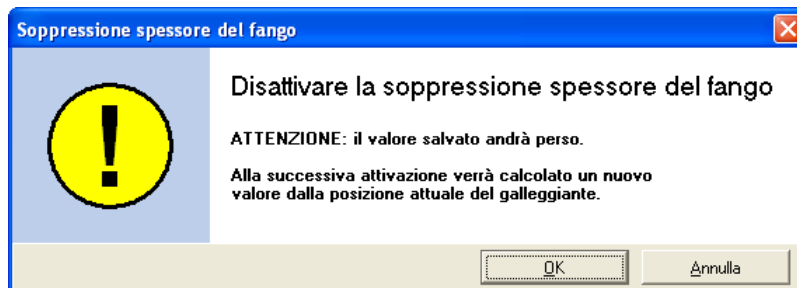 Soppressione spessore del fango
Disattivare la soppressione spessore del fango
ATTENZIONE: il valore salvato andrà perso.
Alla successiva attivazione verrà calcolato un nuovo
valore dalla posizione attuale del galleggiante.
OK
Annulla